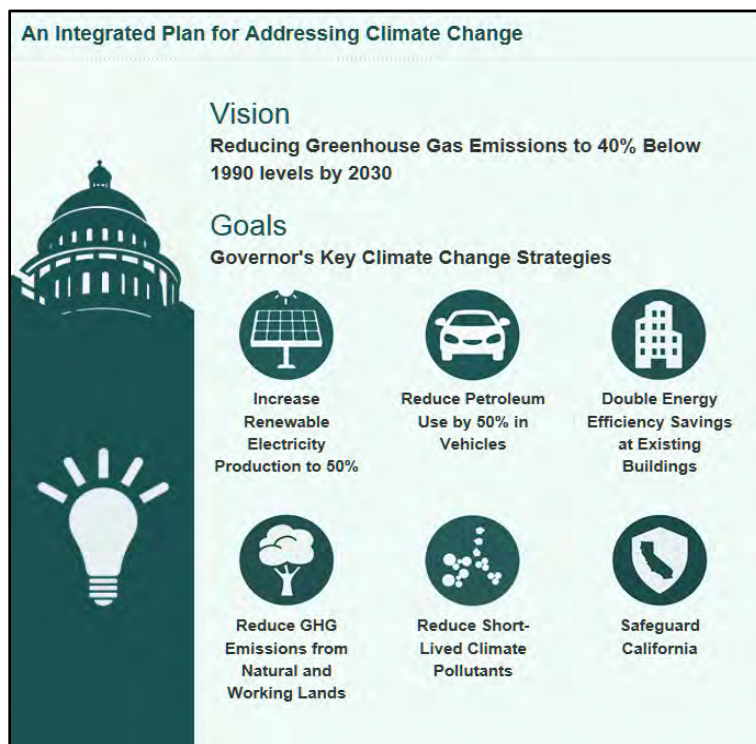 An Integrated Plan for Addressing Climate Change
Vision
Reducing Greenhouse Gas Emissions to 40% Below
1990 levels by 2030
Goals
Governor's Key Climate Change Strategies
Increase
Renewable
Electricity
Production to 50%
Reduce Petroleum
Use by 50% in
Vehicles
Double Energy
Efficiency Savings
at Existing
Buildings
Reduce GHG
Emissions from
Natural and
Working Lands
Reduce Short-
Lived Climate
Pollutants
Safeguard
California